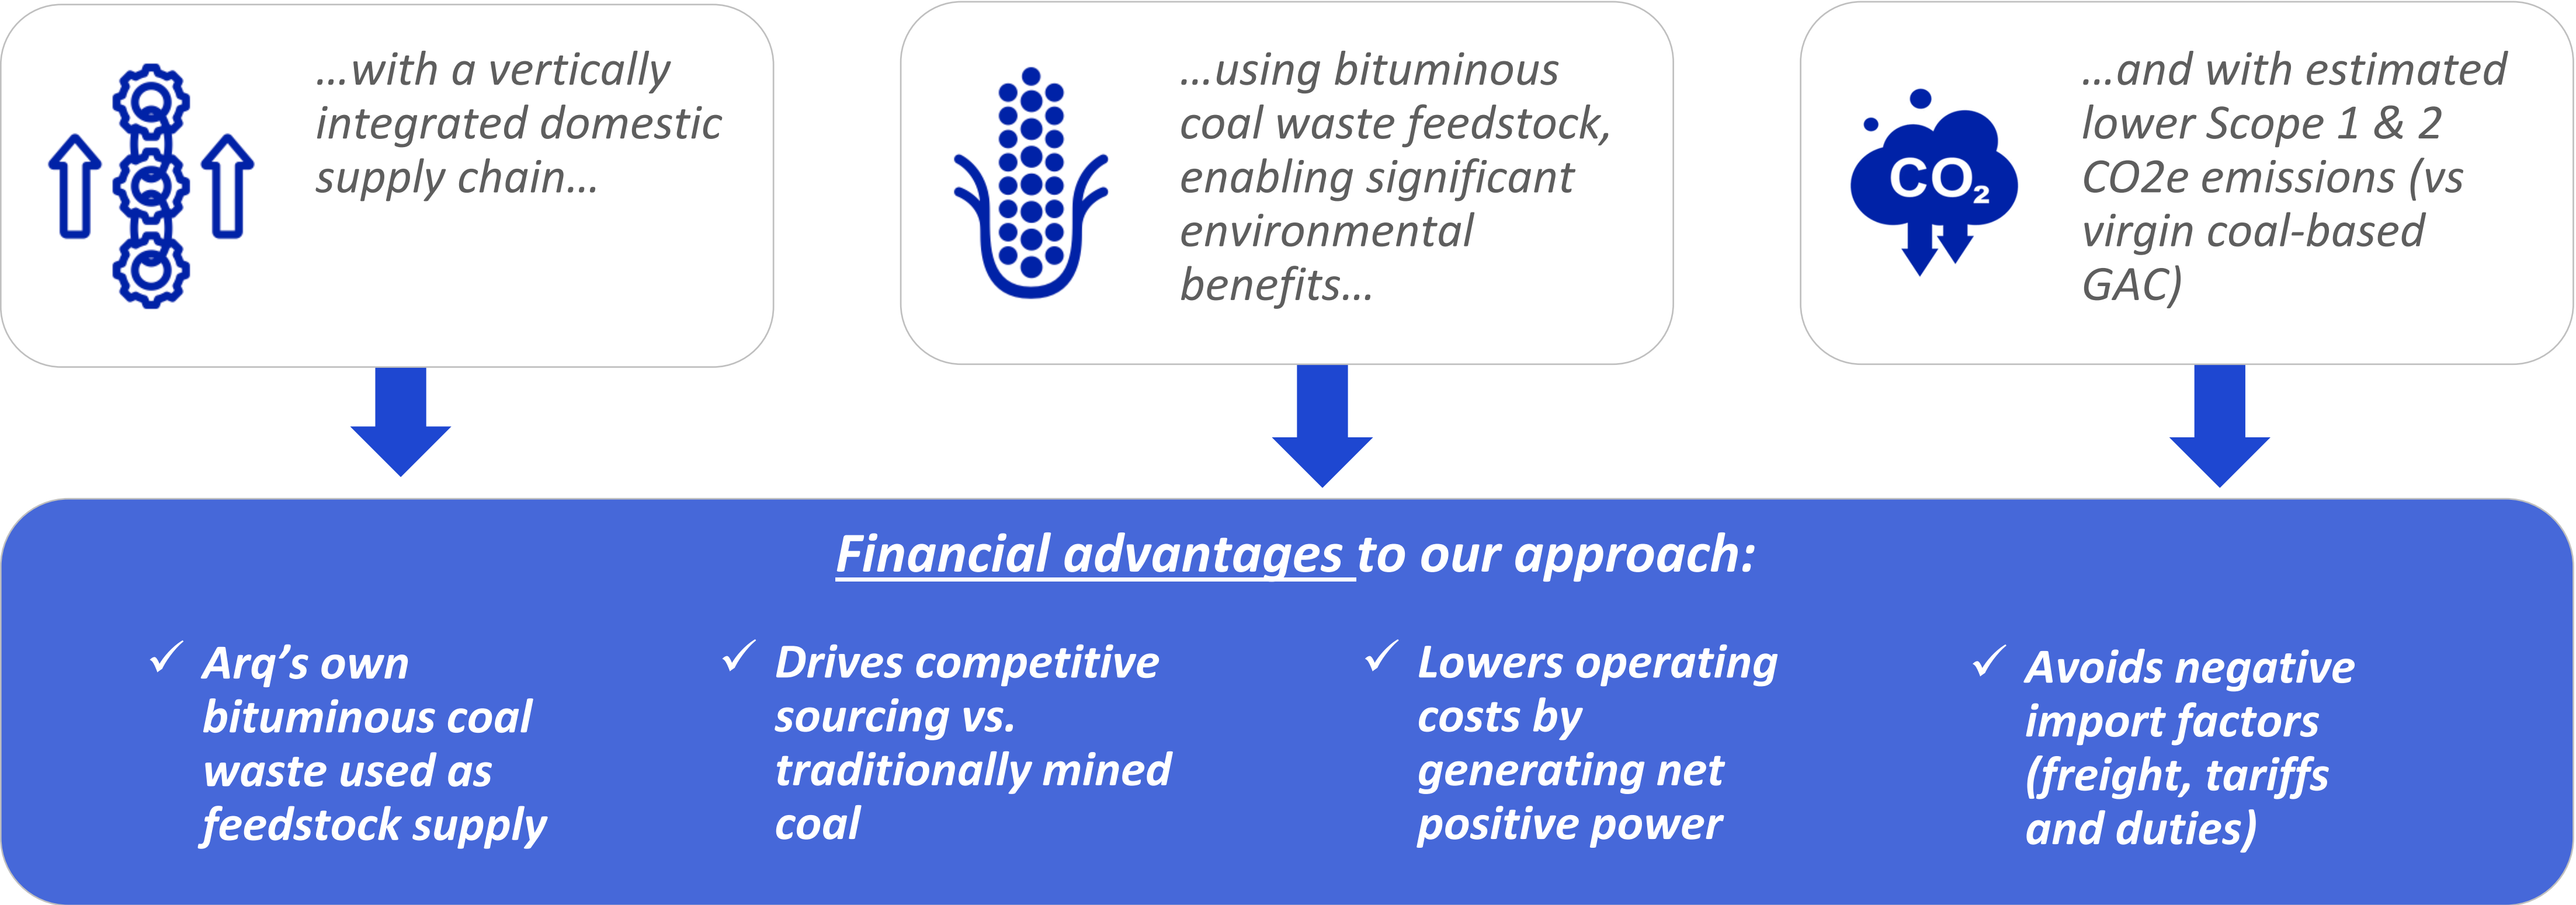 …with a vertically
integrated domestic
supply chain…
…using bituminous
coal waste feedstock,
enabling significant
environmental
benefits…
CO₂
…and with estimated
lower Scope 1 & 2
CO2e emissions (vs
virgin coal-based
GAC)
Financial advantages to our approach:
✓ Arq’s own
bituminous coal
waste used as
feedstock supply
✓ Drives competitive
sourcing vs.
traditionally mined
coal
✓ Lowers operating
costs by
generating net
positive power
✓ Avoids negative
import factors
(freight, tariffs
and duties)